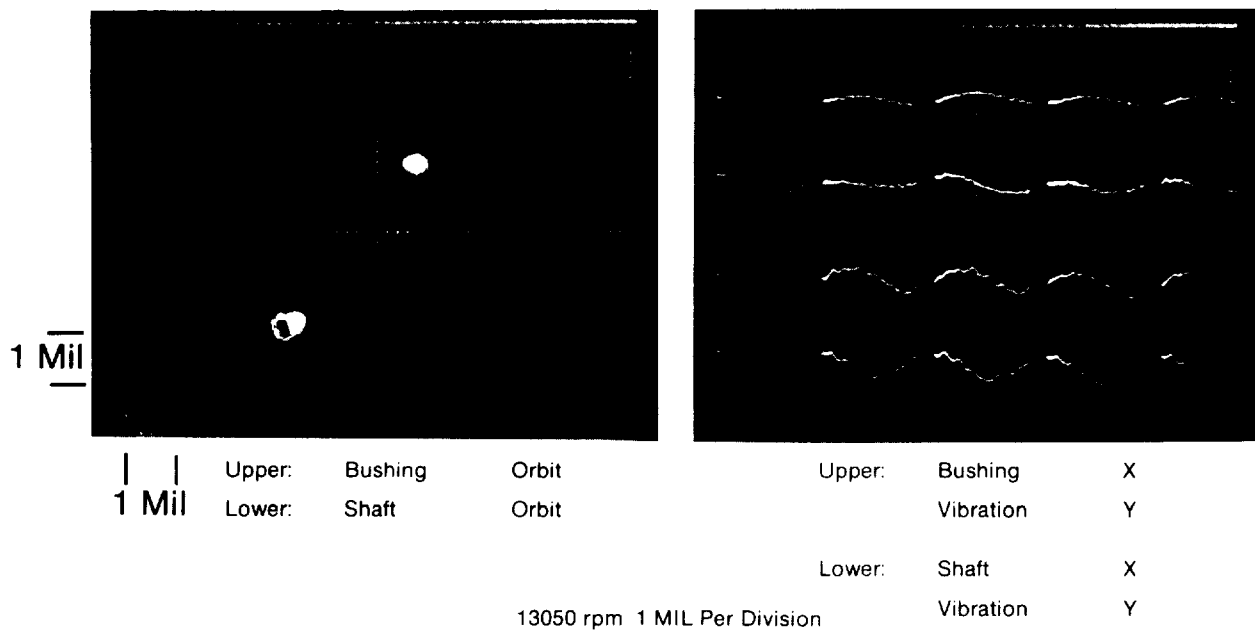 1 Mil
1 Mil
Upper: Bushing Orbit
Lower: Shaft Orbit
Upper: Bushing X
Vibration Y
Lower: Shaft X
Vibration Y
13050 rpm 1 MIL Per Division